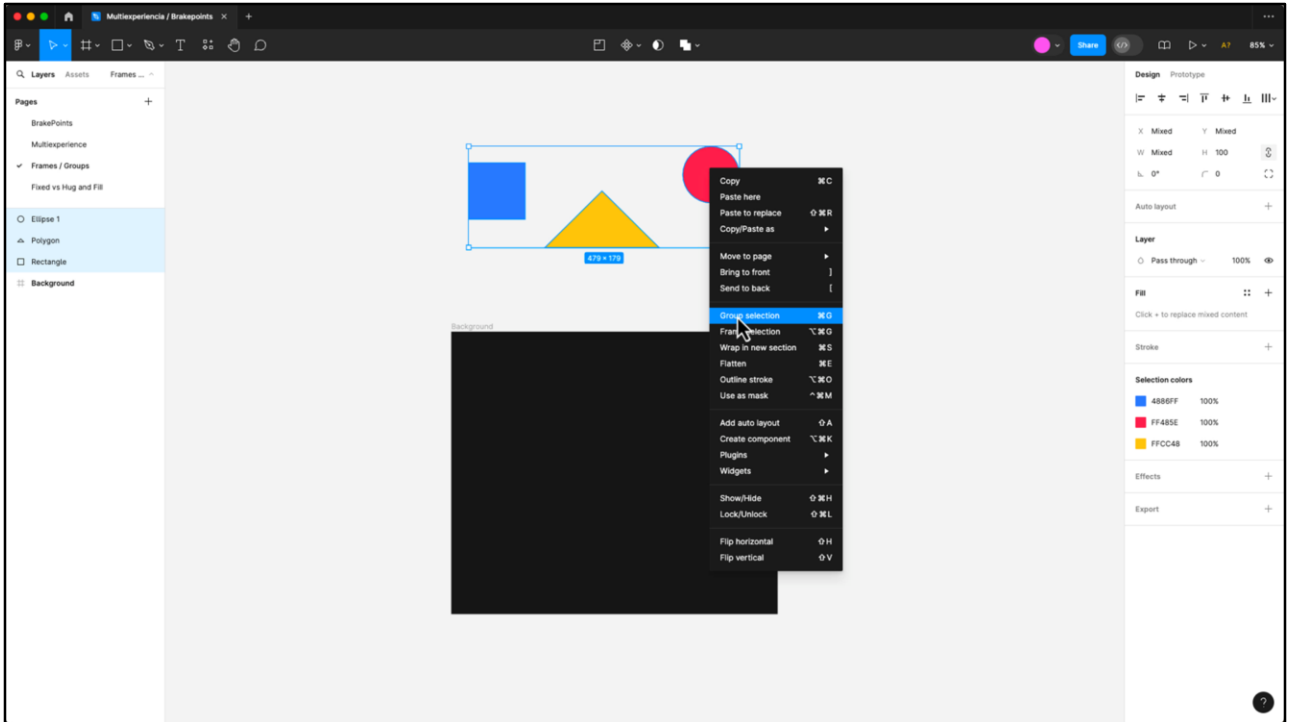 Multiexperiencia / Brakepoints
Share
A?
85%
Layers Assets Frames ...
Pages
BrakePoints
Multiexperience
Frames / Groups
Fixed vs Hug and Fill
Ellipse 1
Polygon
Rectangle
Background
479 × 179
Background
Copy ⌘C
Paste here
Paste to replace ⇧⌘R
Copy/Paste as
Move to page
Bring to front ]
Send to back [
Group selection ⌘G
Frame selection ⌥⌘G
Wrap in new section ⌘S
Flatten ⌘E
Outline stroke ⌥⌘O
Use as mask ^⌘M
Add auto layout ⇧A
Create component ⌥⌘K
Plugins
Widgets
Show/Hide ⇧⌘H
Lock/Unlock ⇧⌘L
Flip horizontal ⇧H
Flip vertical ⇧V
Design Prototype
X Mixed Y Mixed
W Mixed H 100
0° 0
Auto layout
Layer
Pass through 100%
Fill
Click + to replace mixed content
Stroke
Selection colors
4886FF 100%
FF485E 100%
FFCC48 100%
Effects
Export
?